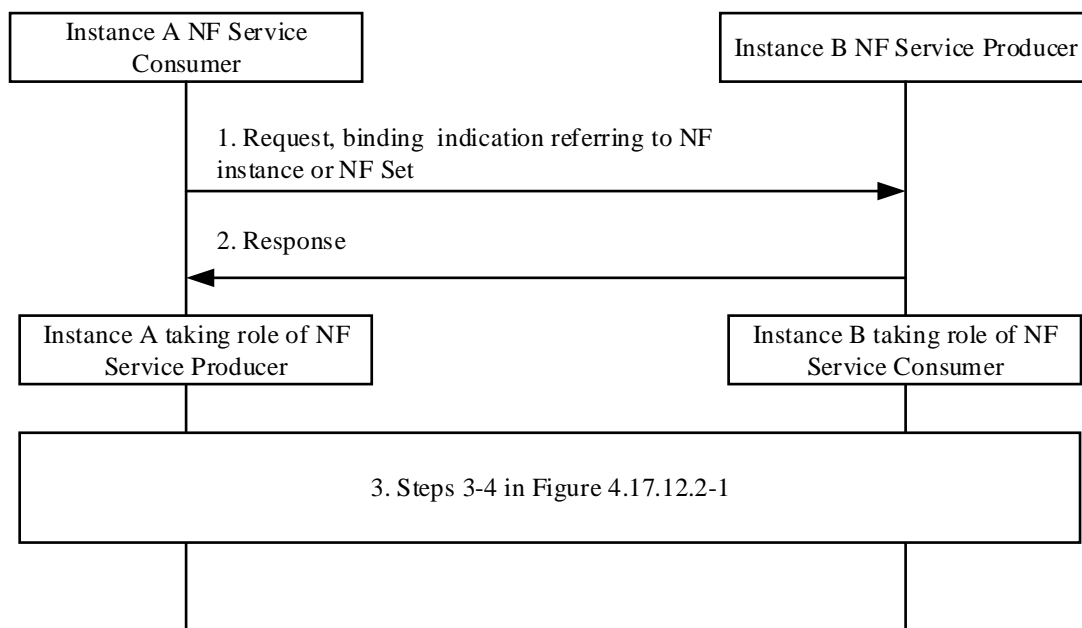 Instance A NF Service
Consumer
Instance B NF Service Producer
1. Request, binding indication referring to NF
instance or NF Set
2. Response
Instance A taking role of NF
Service Producer
Instance B taking role of NF
Service Consumer
3. Steps 3-4 in Figure 4.17.12.2-1